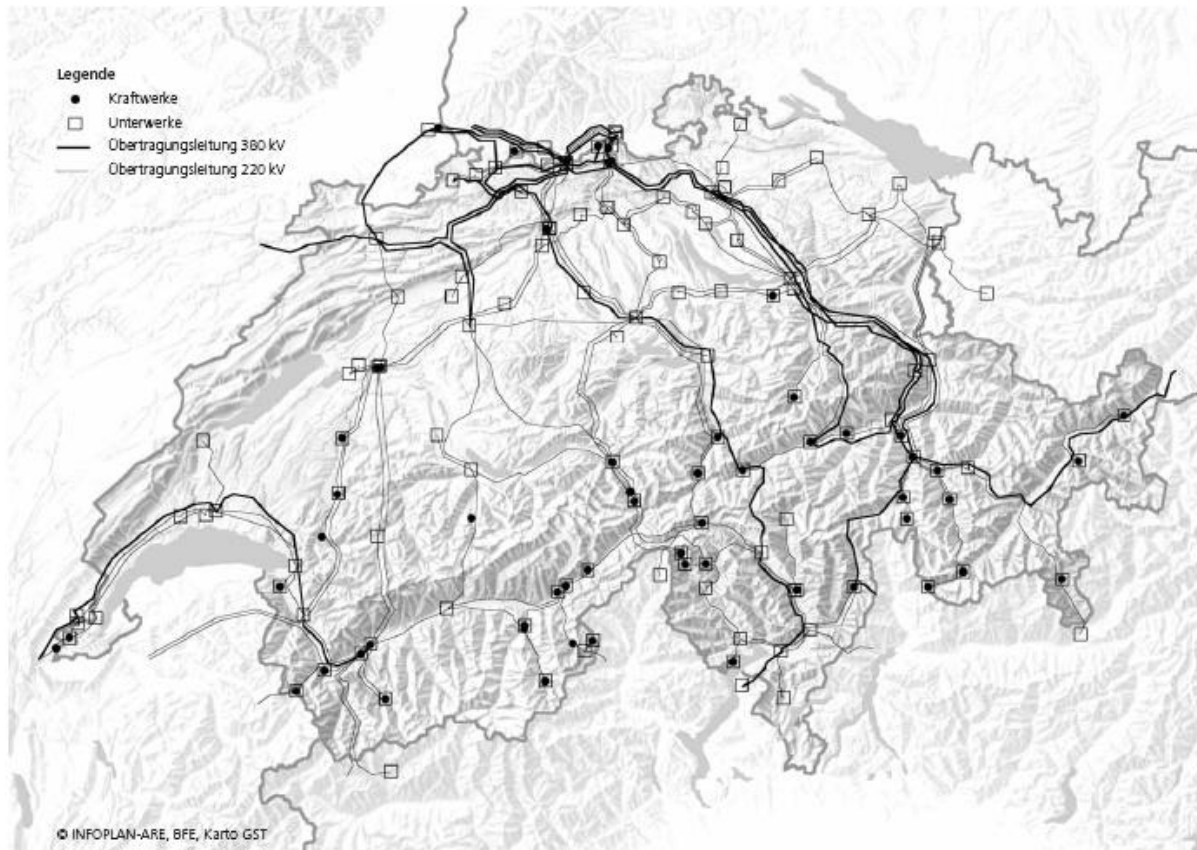 Legende
Kraftwerke
Unterwerke
Übertragungsleitung 380 kV
Übertragungsleitung 220 kV
© INFOPLAN-ARE, BFE, Karto GST